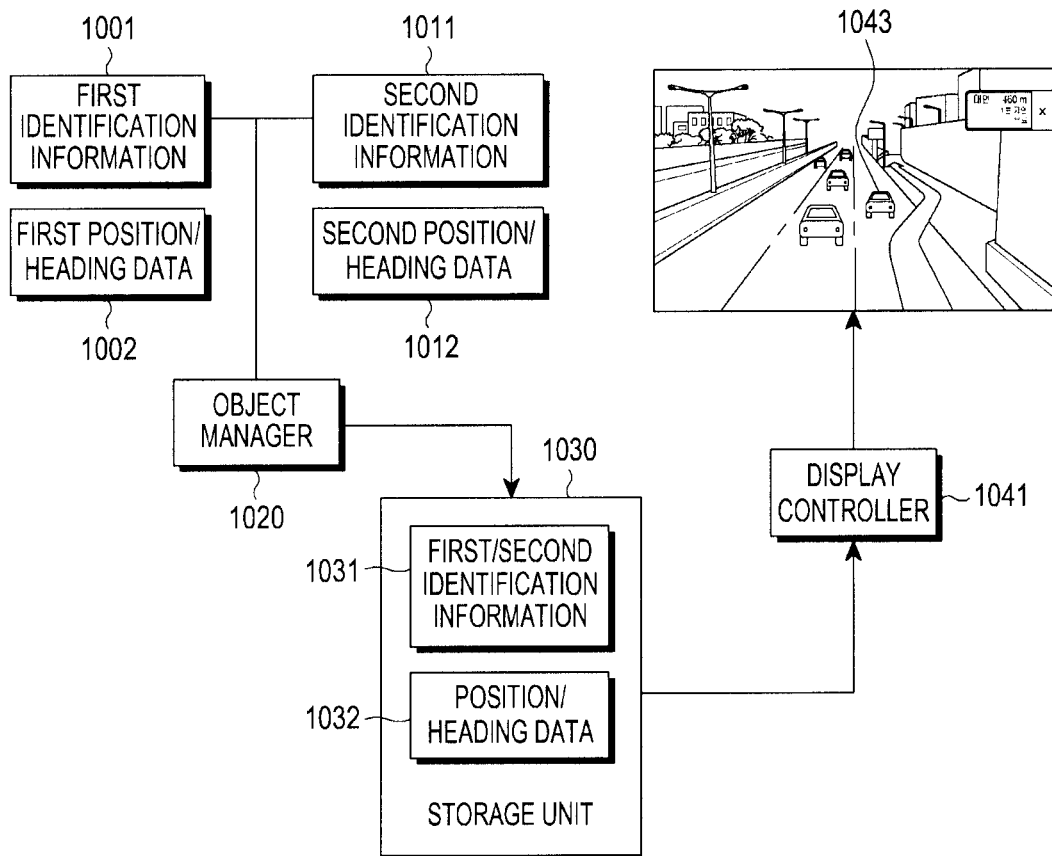 1001
FIRST
IDENTIFICATION
INFORMATION
1011
SECOND
IDENTIFICATION
INFORMATION
1043
460 m
X
FIRST POSITION/
HEADING DATA
1002
SECOND POSITION/
HEADING DATA
1012
OBJECT
MANAGER
1020
1030
1031
FIRST/SECOND
IDENTIFICATION
INFORMATION
1032
POSITION/
HEADING DATA
STORAGE UNIT
DISPLAY
CONTROLLER
1041